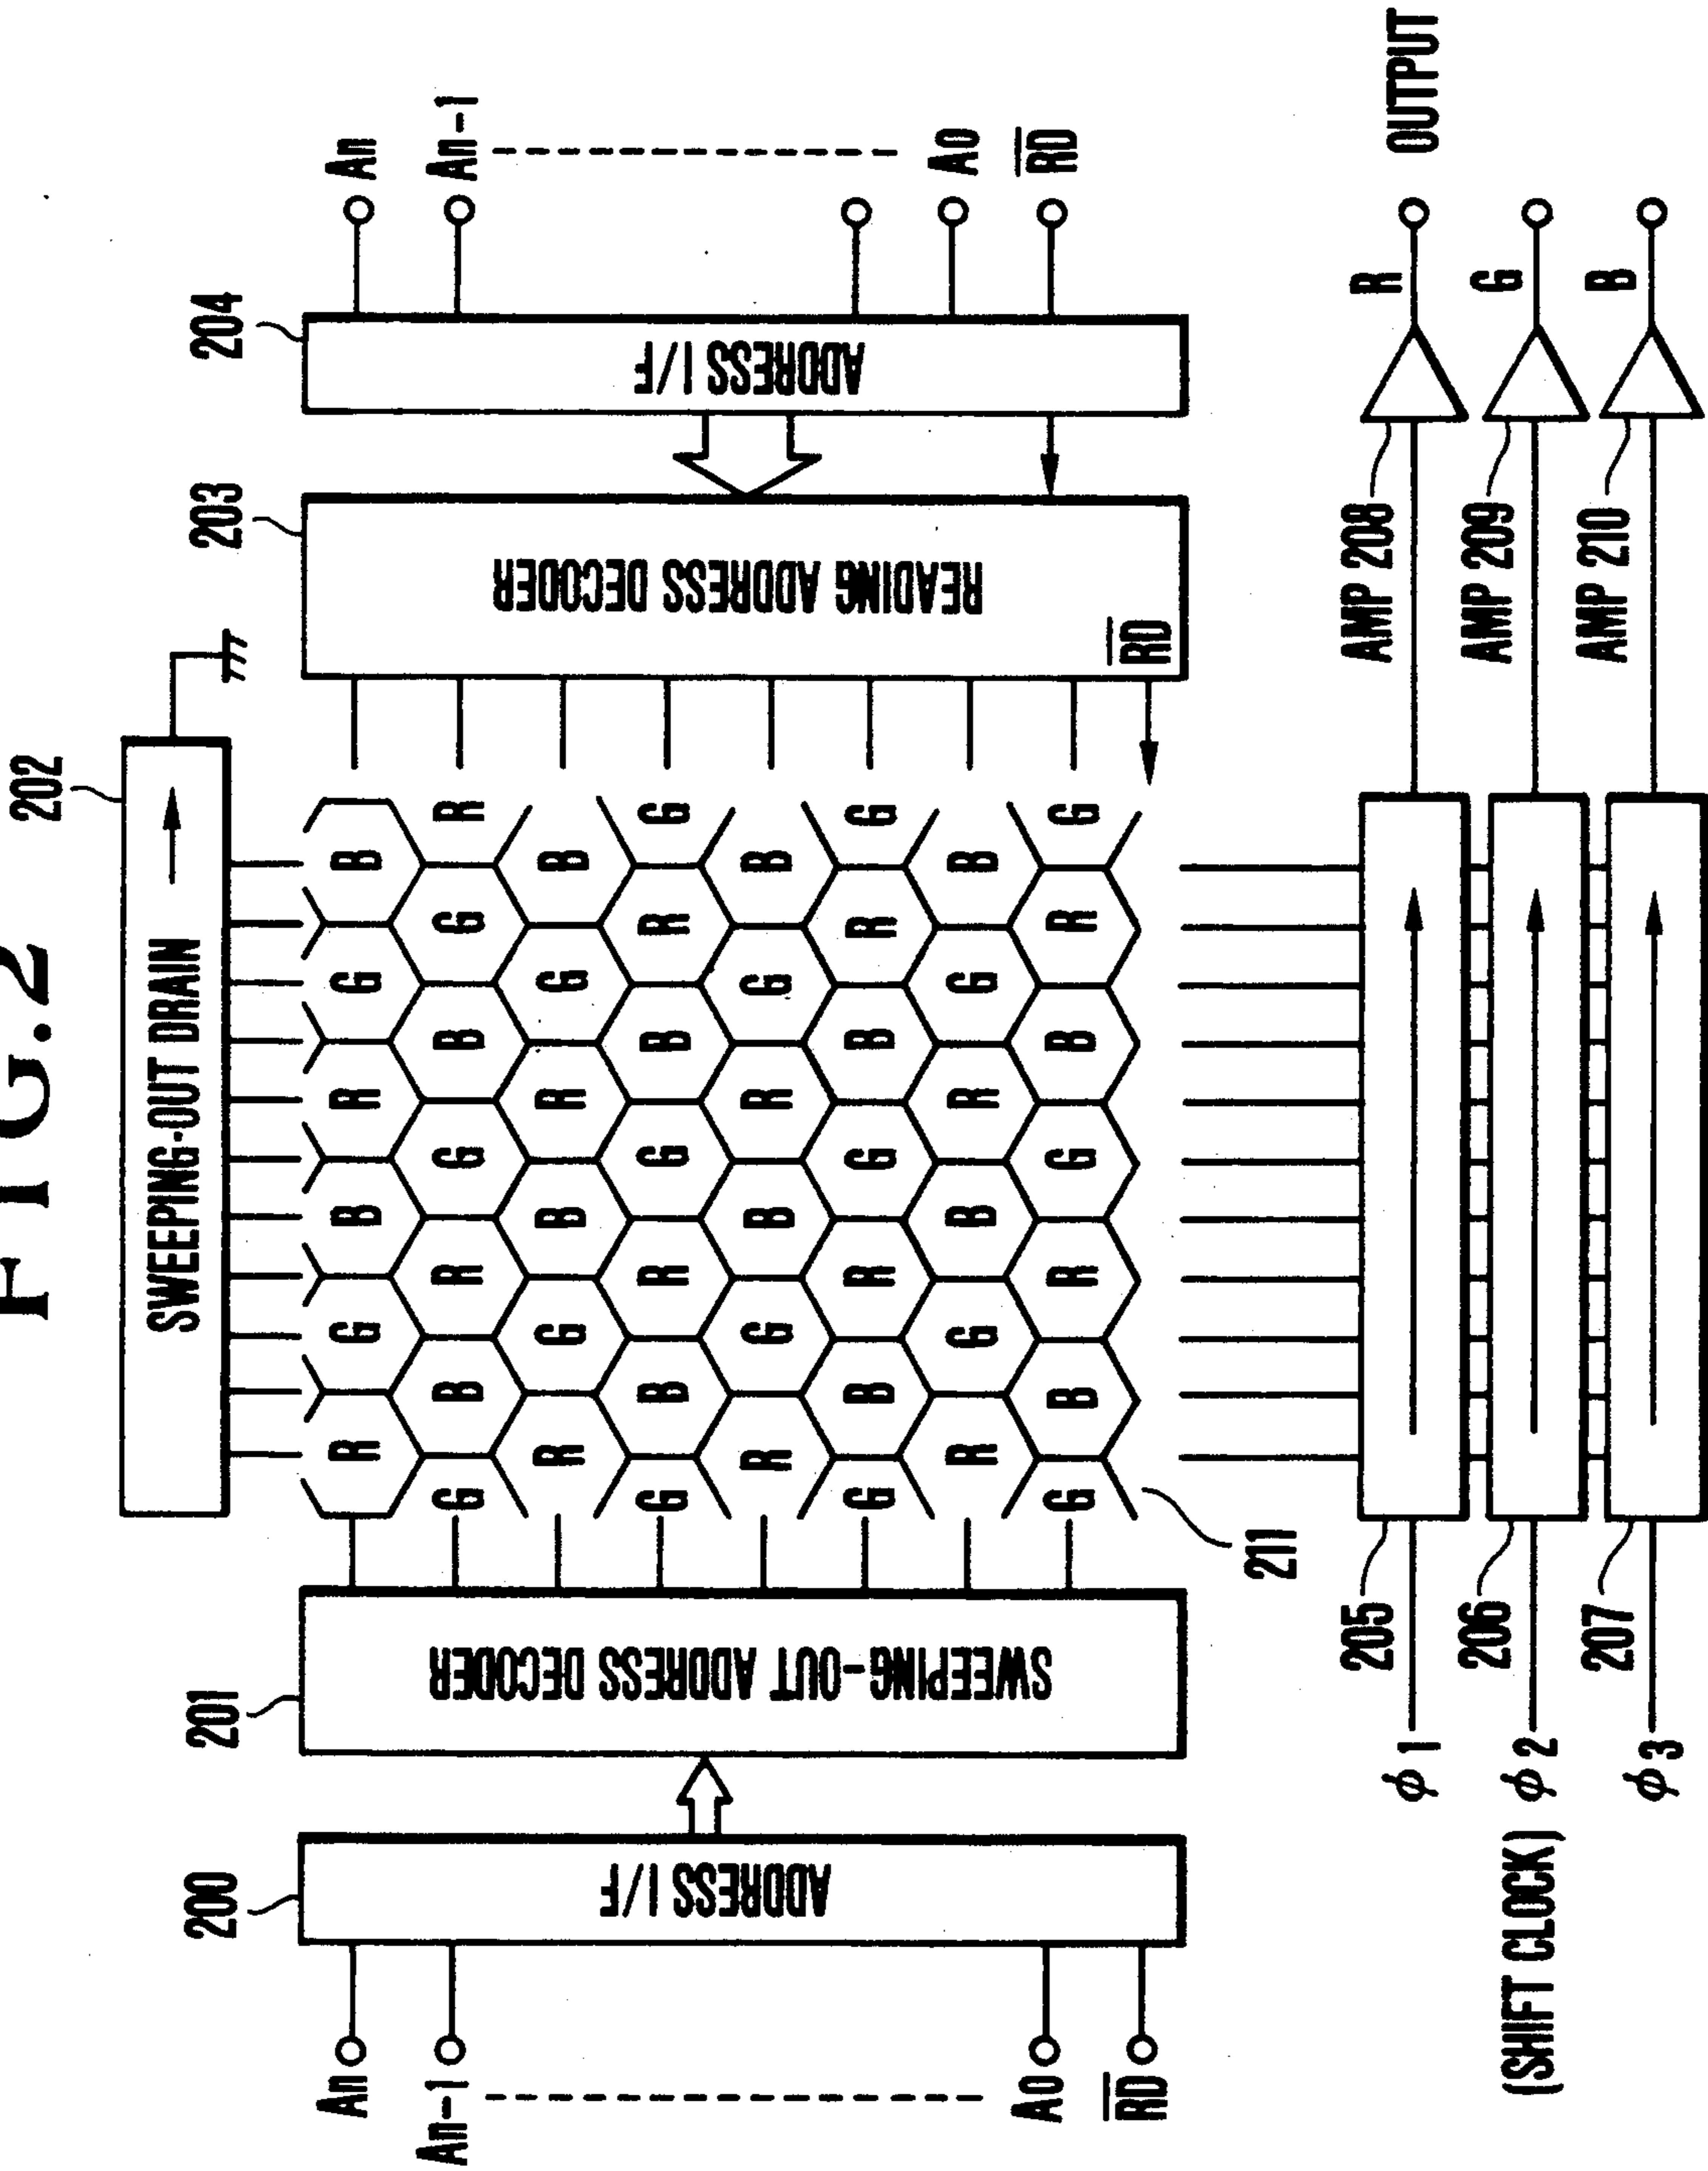 FIG.2
202
SWEEPING-OUT DRAIN
200
201
203
204
An
An-1
A0
RD
ADDRESS I/F
SWEEPING-OUT ADDRESS DECODER
R G B R G B
G B R G B G R
R G B R G B
G B R G B R G
R G B R G B
G B R G B R G
R G B R G B
G B R G B R G
READING ADDRESS DECODER
RD
ADDRESS I/F
An
An-1
A0
RD
211
φ1
205
AMP 208
R
OUTPUT
(SHIFT CLOCK) φ2
206
AMP 209
G
φ3
207
AMP 210
B